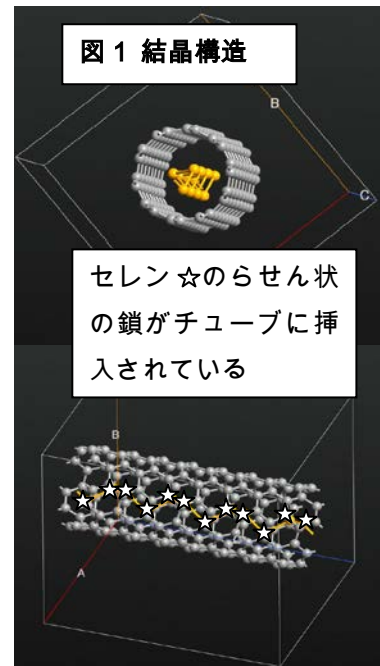 図 1 結晶構造
B
C
セレン☆のらせん状
の鎖がチューブに挿
入されている
B
A